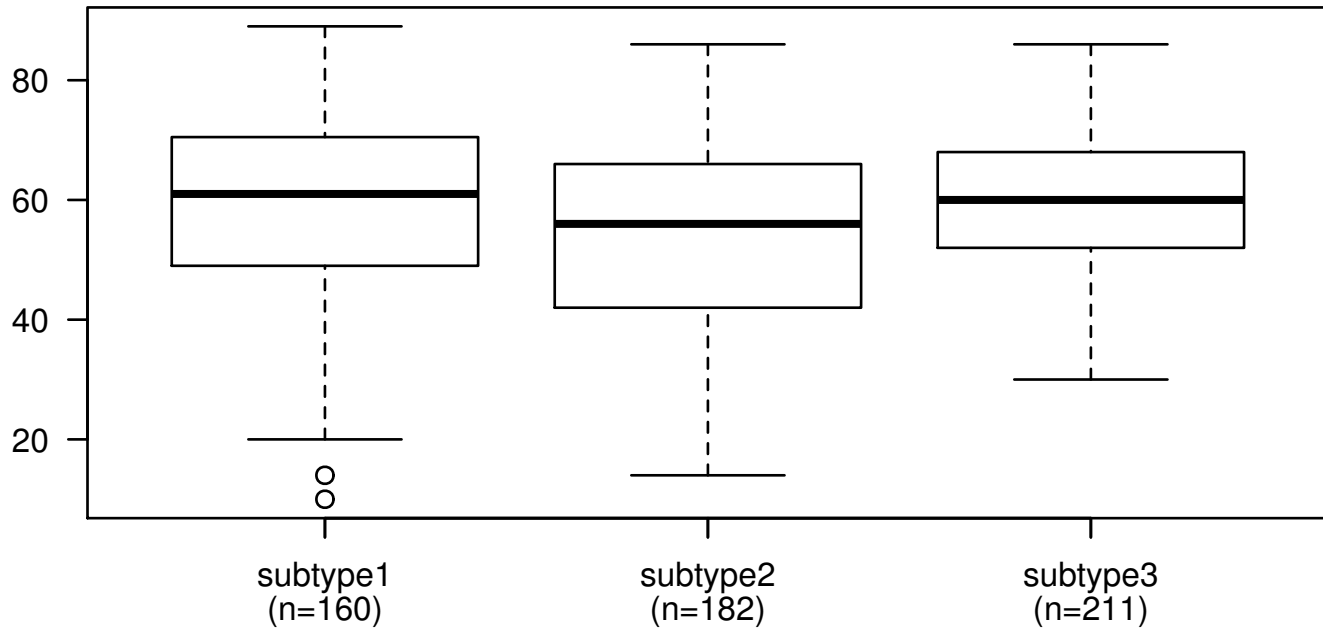 80
60
40
20
subtype1
(n=160)
subtype2
(n=182)
subtype3
(n=211)